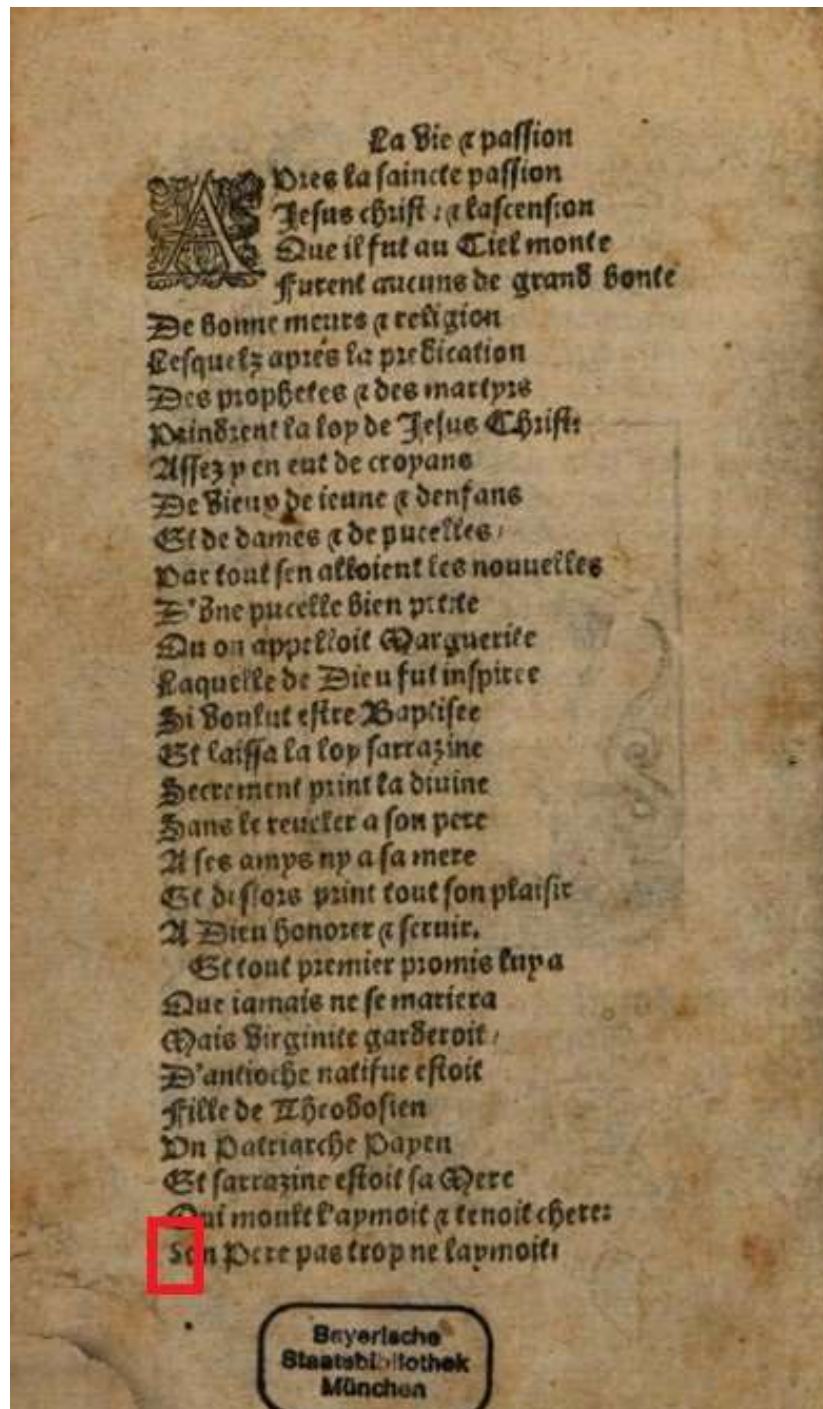 La Vie & passion
APres la saincte passion
Jesus christ : & lascension
Que il fut au Ciel monte
Furent aucuns de grand bonte
De bonne meurs & religion
Lesquelz aprés la predication
Des prophetes & des martyrs
Prindrent la loy de Jesus Christ:
Assez y en eut de croyans
De vieux de ieune & denfans
Et de dames & de pucelles /
Par tout sen alloient les nouuelles
D'vne pucelle bien petite
Qu on appelloit Marguerite
Laquelle de Dieu fut inspiree
Si voulut estre Baptisee
Et laissa la loy sarrazine
Secrement print la diuine
Sans le reueler a son pere
A ses amys ny a sa mere
Et deslors print tout son plaisir
A Dieu honorer & seruir.
Et tout premier promis luy a
Que iamais ne se mariera
Mais virginite garderoit /
D'antioche natifue estoit
Fille de Theodosien
Vn Patriarche Payen
Et sarrazine estoit sa Mere
Qui moult l'aymoit & tenoit chere:
Son Pere pas trop ne laymoit:
Bayerische
Staatsbibliothek
München